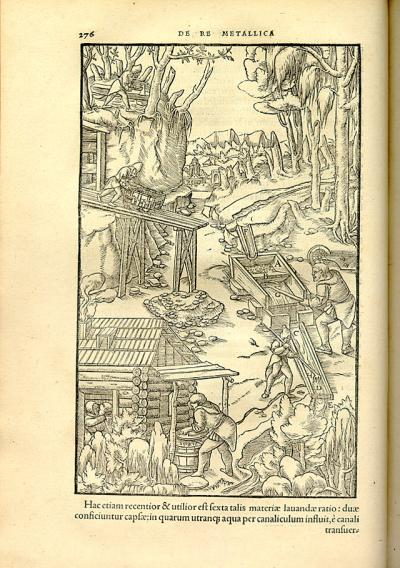 276
DE RE METALLICA
Hac etiam recentior & utilior est sexta talis materiæ lauandæ ratio: duæ
conficiuntur capsæ: in quarum utranq; aqua per canaliculum influit, è canali
transuer-